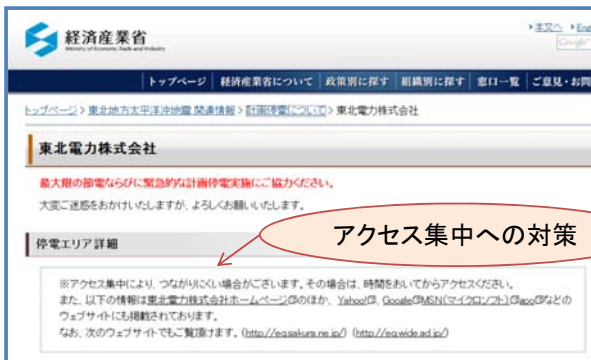 経済産業省
Ministry of Economy, Trade and Industry
本文へ
トップページ 経済産業省について 政策別に探す 組織別に探す 窓口一覧 ご意見・お問
トップページ > 東北地方太平洋沖地震 関連情報 > 計画停電について > 東北電力株式会社
東北電力株式会社
最大限の節電ならびに緊急的な計画停電実施にご協力ください。
大変ご迷惑をおかけいたしますが、よろしくお願いいたします。
アクセス集中への対策
停電エリア詳細
※アクセス集中により、つながりにくい場合がございます。その場合は、時間をおいてからアクセスください。
また、以下の情報は東北電力株式会社ホームページのほか、Yahoo!、Google、MSN(マイクロソフト)、gooなどの
ウェブサイトにも掲載されております。
なお、次のウェブサイトでもご覧頂けます。(http://eq.sakura.ne.jp/) (http://eq.wide.ad.jp/)